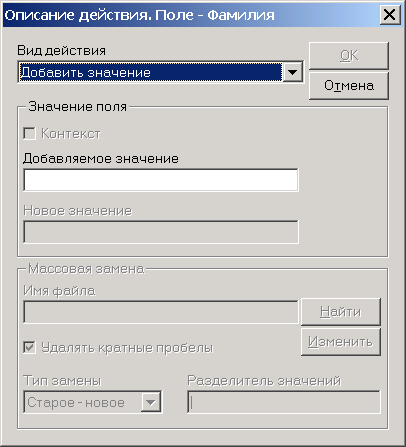 Описание действия. Поле - Фамилия
Вид действия
Добавить значение
OK
Отмена
Значение поля
Контекст
Добавляемое значение
Новое значение
Массовая замена
Имя файла
Найти
Удалять кратные пробелы
Изменить
Тип замены Разделитель значений
Старое - новое |